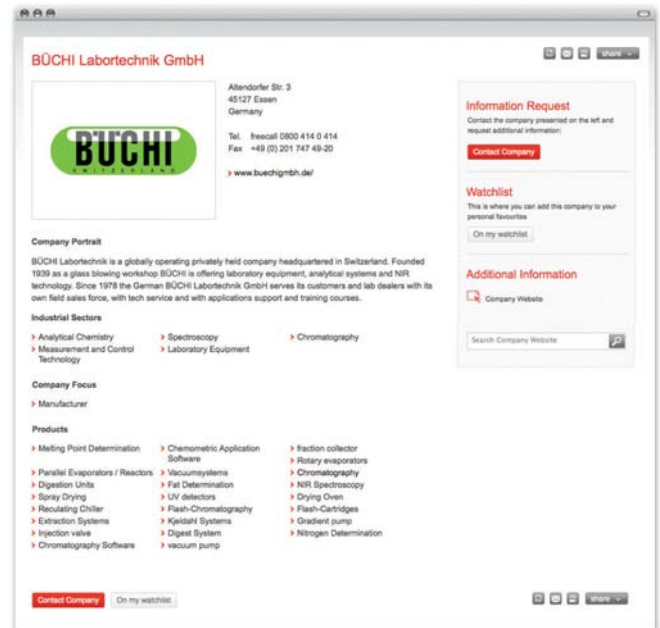 BÜCHI Labortechnik GmbH
share
BÜCHI
SWITZERLAND
Altendorfer Str. 3
45127 Essen
Germany
Tel. freecall 0800 414 0 414
Fax +49 (0) 201 747 49-20
www.buechigmbh.de/
Information Request
Contact the company presented on the left and
request additional information:
Contact Company
Watchlist
This is where you can add this company to your
personal favourites
On my watchlist
Additional Information
Company Website
Search Company Website
Company Portrait
BÜCHI Labortechnik is a globally operating privately held company headquartered in Switzerland. Founded
1939 as a glass blowing workshop BÜCHI is offering laboratory equipment, analytical systems and NIR
technology. Since 1978 the German BÜCHI Labortechnik GmbH serves its customers and lab dealers with its
own field sales force, with tech service and with applications support and training courses.
Industrial Sectors
Analytical Chemistry
Measurement and Control
Technology
Spectroscopy
Laboratory Equipment
Chromatography
Company Focus
Manufacturer
Products
Melting Point Determination
Parallel Evaporators / Reactors
Digestion Units
Spray Drying
Reculating Chiller
Extraction Systems
Injection valve
Chromatography Software
Chemometric Application
Software
Vacuumsystems
Fat Determination
UV detectors
Flash-Chromatography
Kjeldahl Systems
Digest System
vacuum pump
fraction collector
Rotary evaporators
Chromatography
NIR Spectroscopy
Drying Oven
Flash-Cartridges
Gradient pump
Nitrogen Determination
Contact Company
On my watchlist
share